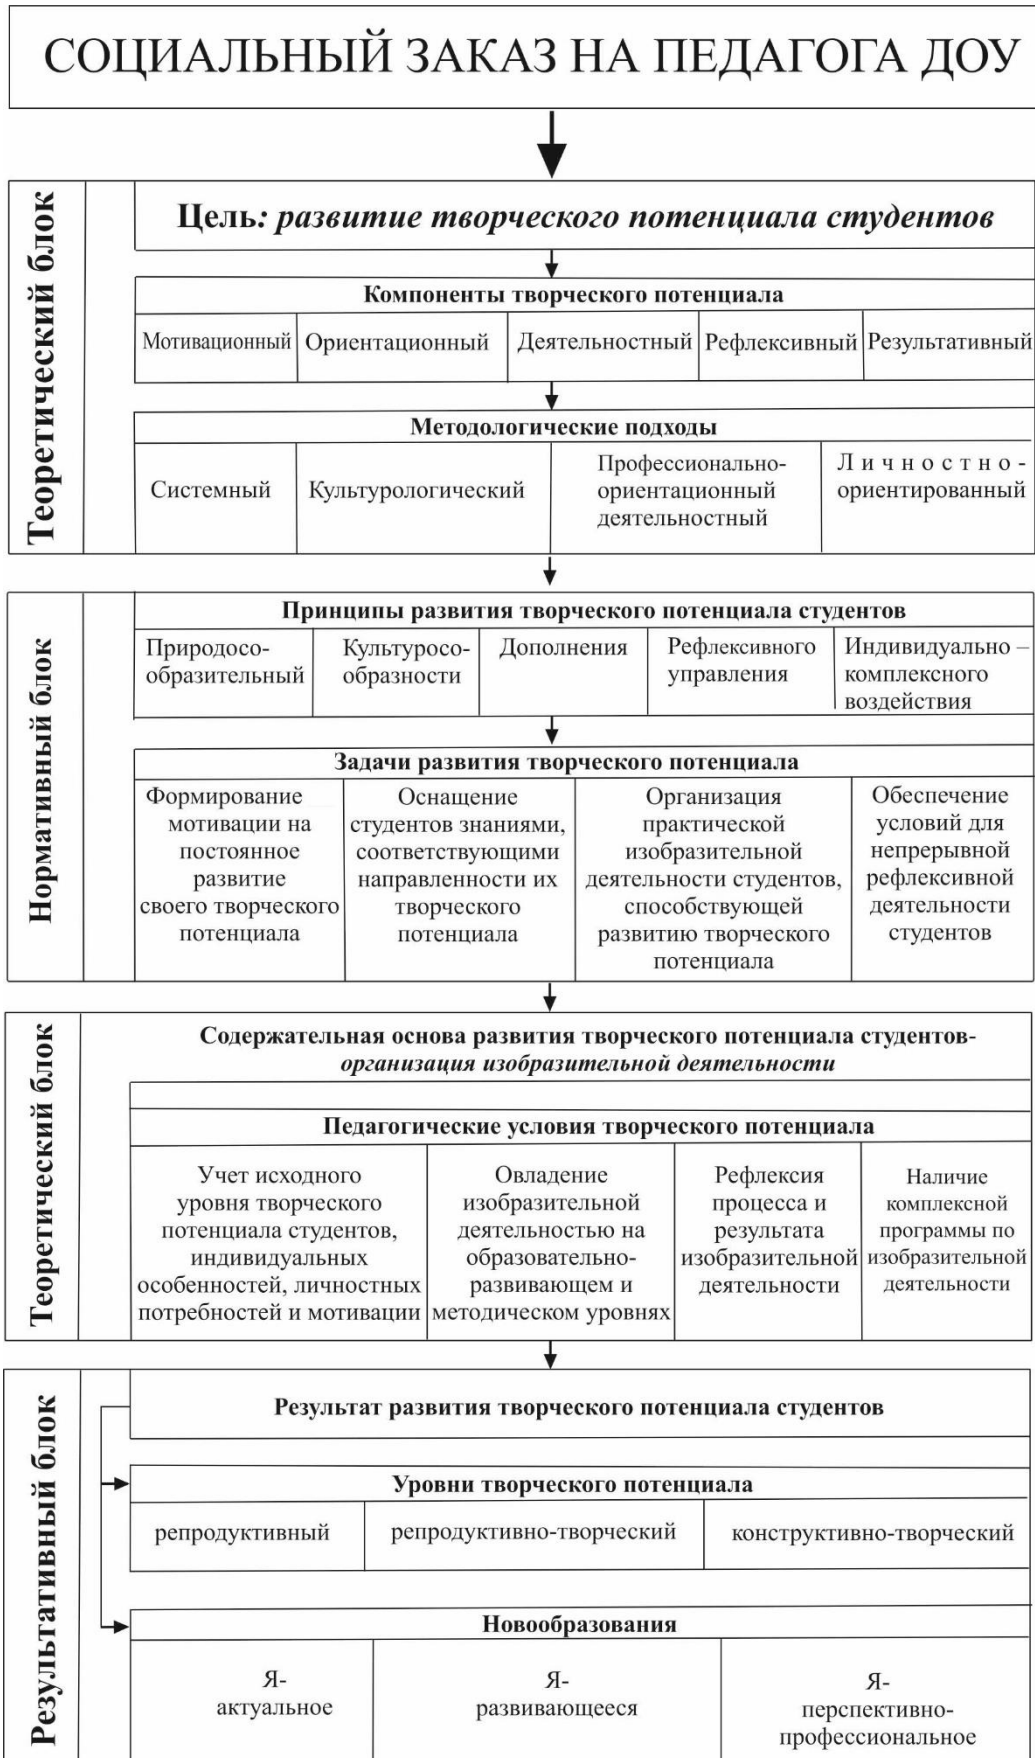 СОЦИАЛЬНЫЙ ЗАКАЗ НА ПЕДАГОГА ДОУ
Теоретический блок
Цель: развитие творческого потенциала студентов
Компоненты творческого потенциала
Мотивационный
Ориентационный
Деятельностный
Рефлексивный
Результативный
Методологические подходы
Системный
Культурологический
Профессионально-
ориентационный
деятельностный
Личностно-
ориентированный
Нормативный блок
Принципы развития творческого потенциала студентов
Природосо-
образительный
Культуросо-
образности
Дополнения
Рефлексивного
управления
Индивидуально –
комплексного
воздействия
Задачи развития творческого потенциала
Формирование
мотивации на
постоянное
развитие
своего творческого
потенциала
Оснащение
студентов знаниями,
соответствующими
направленности их
творческого
потенциала
Организация
практической
изобразительной
деятельности студентов,
способствующей
развитию творческого
потенциала
Обеспечение
условий для
непрерывной
рефлексивной
деятельности
студентов
Теоретический блок
Содержательная основа развития творческого потенциала студентов-
организация изобразительной деятельности
Педагогические условия творческого потенциала
Учет исходного
уровня творческого
потенциала студентов,
индивидуальных
особенностей, личностных
потребностей и мотивации
Овладение
изобразительной
деятельностью на
образовательно-
развивающем и
методическом уровнях
Рефлексия
процесса и
результата
изобразительной
деятельности
Наличие
комплексной
программы по
изобразительной
деятельности
Результативный блок
Результат развития творческого потенциала студентов
Уровни творческого потенциала
репродуктивный
репродуктивно-творческий
конструктивно-творческий
Новообразования
Я-
актуальное
Я-
развивающееся
Я-
перспективно-
профессиональное